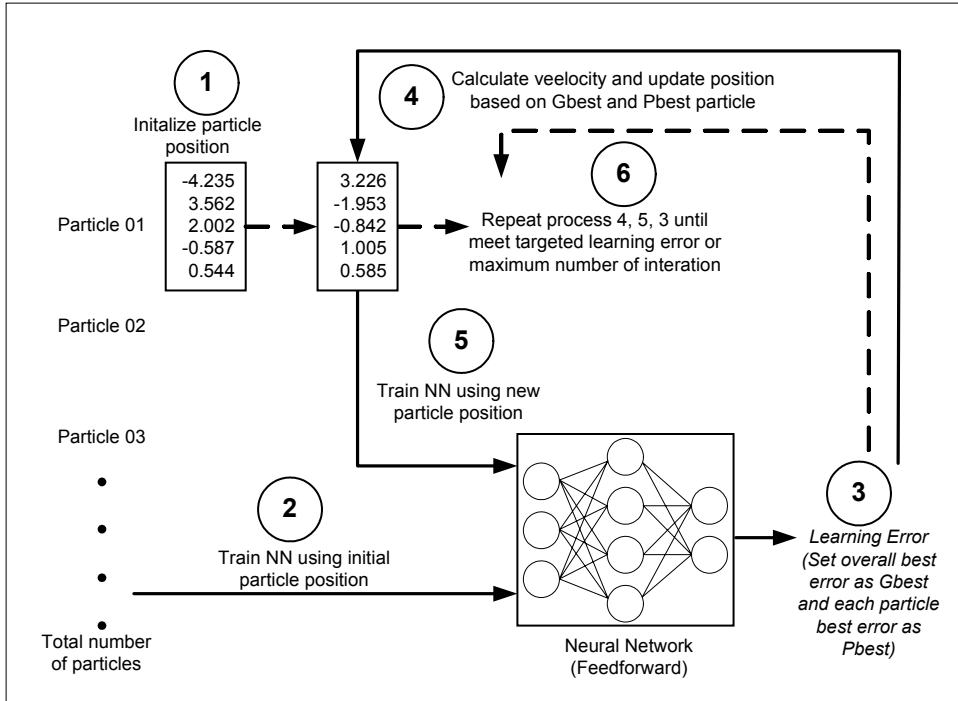 1
Initalize particle
position
-4.235
3.562
2.002
-0.587
0.544
3.226
-1.953
-0.842
1.005
0.585
4
Calculate veelocity and update position
based on Gbest and Pbest particle
6
Repeat process 4, 5, 3 until
meet targeted learning error or
maximum number of interation
Particle 01
Particle 02
Particle 03
Total number
of particles
5
Train NN using new
particle position
2
Train NN using initial
particle position
Neural Network
(Feedforward)
3
Learning Error
(Set overall best
error as Gbest
and each particle
best error as
Pbest)